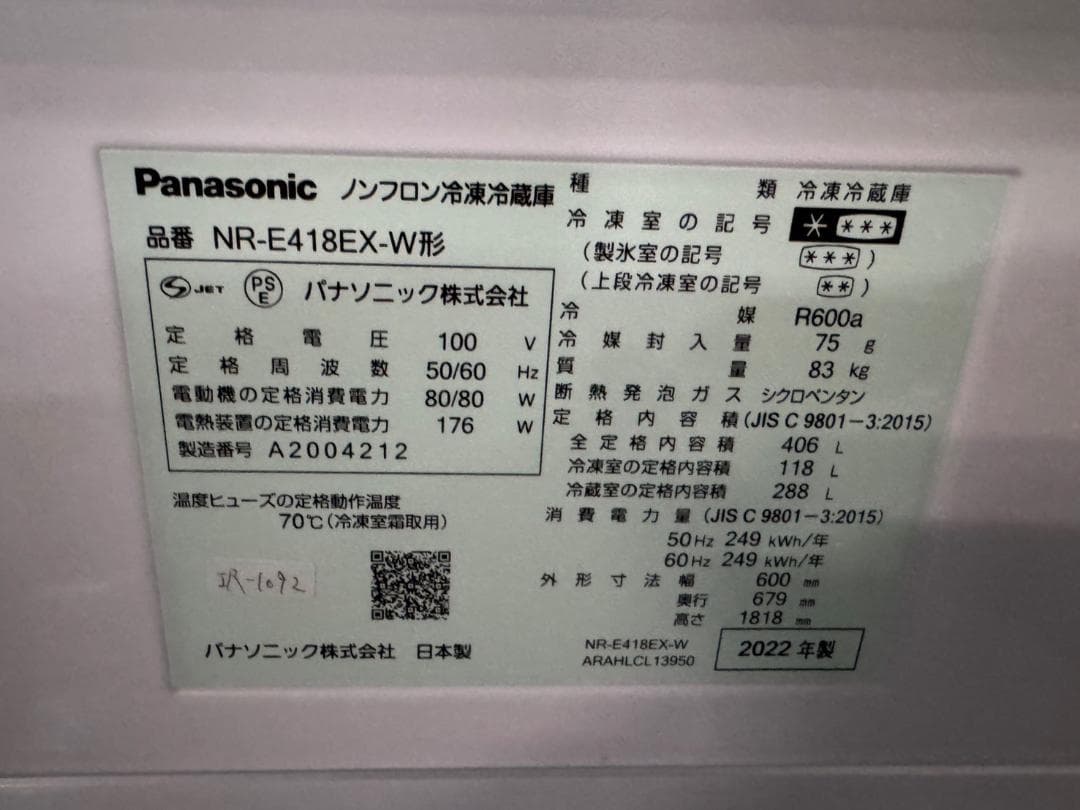 Panasonic ノンフロン冷凍冷蔵庫
品番 NR-E418EX-W形
JET PS E パナソニック株式会社
定格電圧 100 V
定格周波数 50/60 Hz
電動機の定格消費電力 80/80 W
電熱装置の定格消費電力 176 W
製造番号 A2004212
温度ヒューズの定格動作温度
70℃(冷凍室霜取用)
IR-1092
パナソニック株式会社 日本製
種類 冷凍冷蔵庫
冷凍室の記号 * ***
(製氷室の記号 ***)
(上段冷凍室の記号 **)
冷媒 R600a
冷媒封入量 75 g
質量 83 kg
断熱発泡ガス シクロペンタン
定格内容積(JIS C 9801-3:2015)
全定格内容積 406 L
冷凍室の定格内容積 118 L
冷蔵室の定格内容積 288 L
消費電力量(JIS C 9801-3:2015)
50Hz 249 kWh/年
60Hz 249 kWh/年
外形寸法幅 600 mm
奥行 679 mm
高さ 1818 mm
NR-E418EX-W
ARAHLCL13950
2022年製